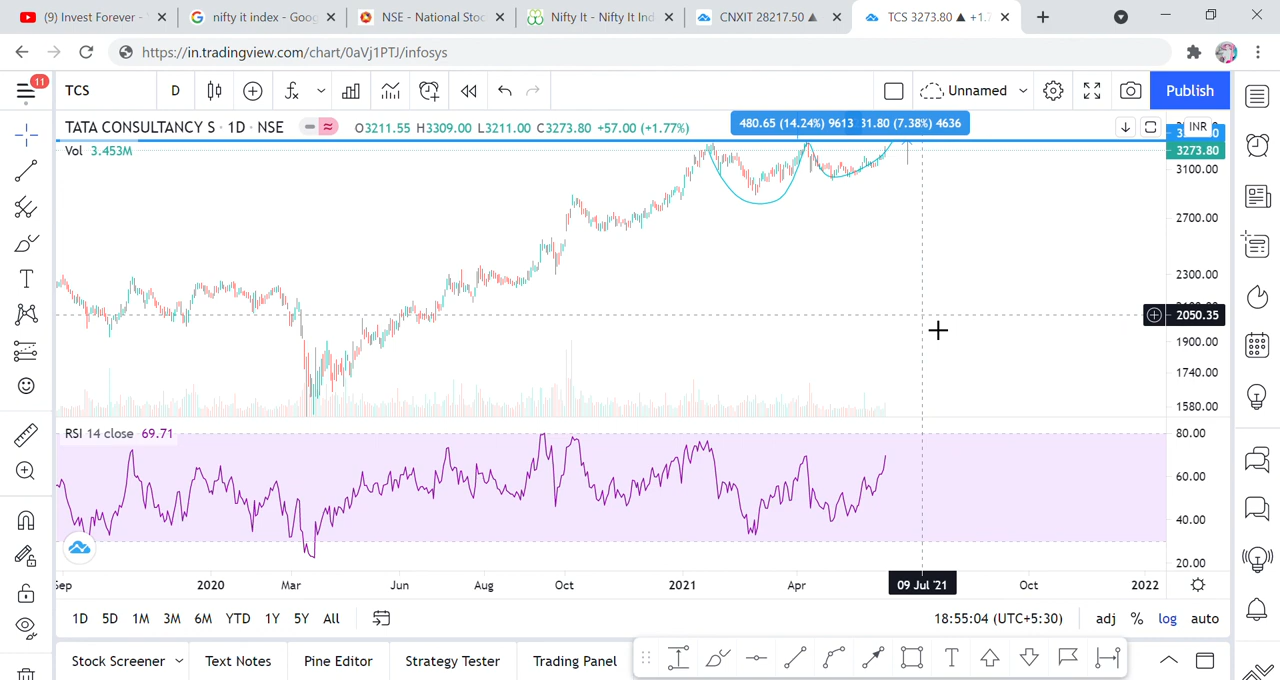 (9) Invest Forever -
nifty it index - Goo
NSE - National Stoc
Nifty It - Nifty It Ind
CNXIT 28217.50 ▲
TCS 3273.80 ▲ +1.7
https://in.tradingview.com/chart/0aVj1PTJ/infosys
11
TCS
D
Unnamed
Publish
TATA CONSULTANCY S · 1D · NSE
O3211.55 H3309.00 L3211.00 C3273.80 +57.00 (+1.77%)
480.65 (14.24%) 9613
31.80 (7.38%) 4636
INR
Vol 3.453M
3273.80
3100.00
2700.00
2300.00
2050.35
1900.00
1740.00
1580.00
RSI 14 close 69.71
80.00
60.00
40.00
20.00
Sep 2020 Mar Jun Aug Oct 2021 Apr 09 Jul '21 Oct 2022
1D 5D 1M 3M 6M YTD 1Y 5Y All
18:55:04 (UTC+5:30)
adj % log auto
Stock Screener Text Notes Pine Editor Strategy Tester Trading Panel
T